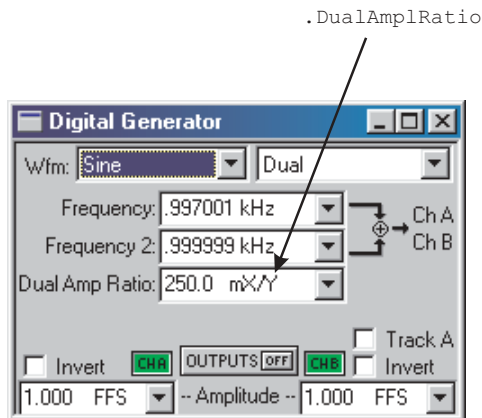 .DualAmplRatio
Digital Generator
Wfm: Sine Dual
Frequency: .997001 kHz
Ch A
Frequency 2: .999999 kHz
Ch B
Dual Amp Ratio: 250.0 mX/Y
Track A
Invert CHA OUTPUTS OFF CHB Invert
1.000 FFS -- Amplitude -- 1.000 FFS